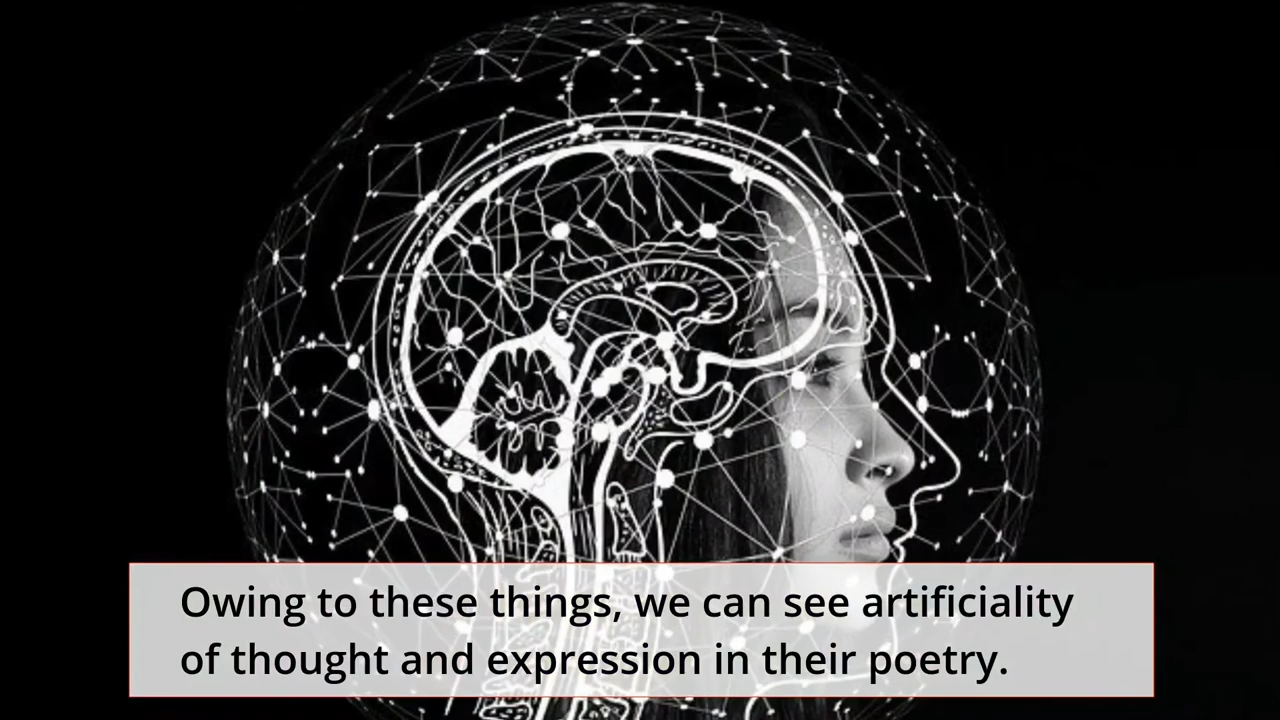 Owing to these things, we can see artificiality
of thought and expression in their poetry.